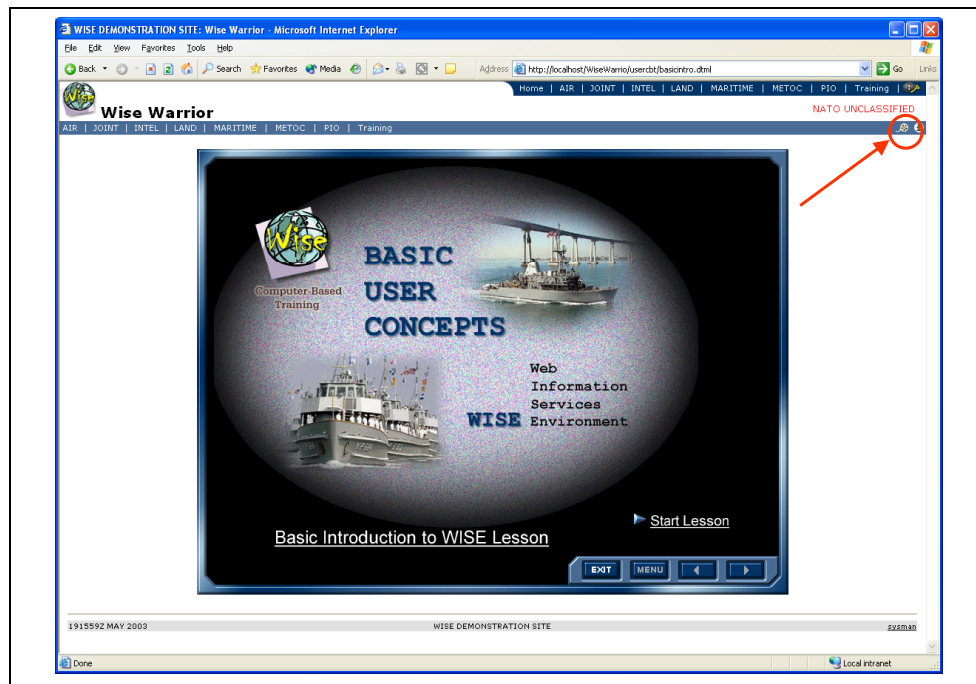 WISE DEMONSTRATION SITE: Wise Warrior - Microsoft Internet Explorer
File Edit View Favorites Tools Help
Back Search Favorites Media Address http://localhost/WiseWarrio/usercbt/basicintro.dtml Go Links
Home | AIR | JOINT | INTEL | LAND | MARITIME | METOC | PIO | Training |
Wise Warrior
NATO UNCLASSIFIED
AIR | JOINT | INTEL | LAND | MARITIME | METOC | PIO | Training
Wise
Computer-Based
Training
BASIC
USER
CONCEPTS
Web
Information
Services
WISE Environment
Start Lesson
Basic Introduction to WISE Lesson
EXIT MENU
191559Z MAY 2003 WISE DEMONSTRATION SITE sysman
Done Local intranet